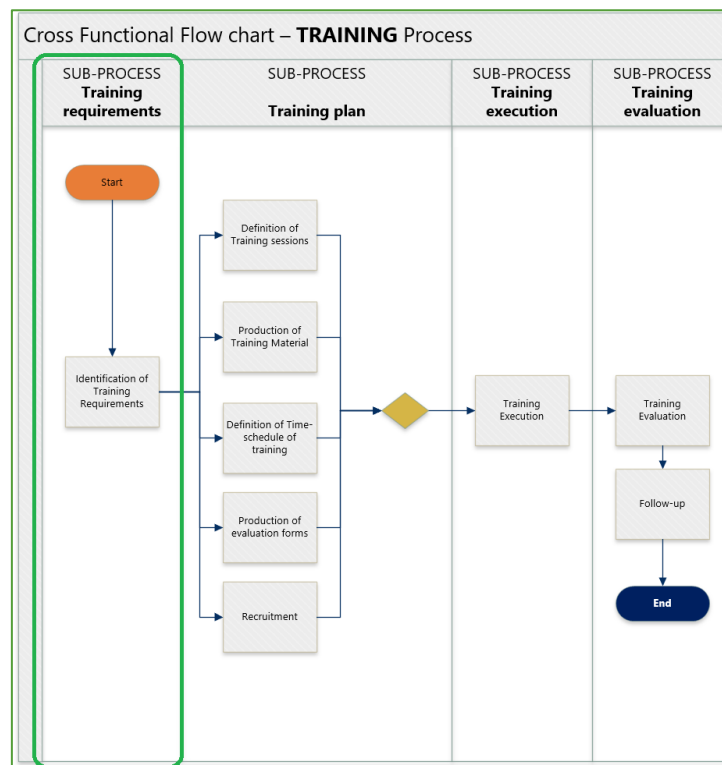 Cross Functional Flow chart – TRAINING Process
SUB-PROCESS
Training
requirements
SUB-PROCESS
Training plan
SUB-PROCESS
Training
execution
SUB-PROCESS
Training
evaluation
Start
Identification of
Training
Requirements
Definition of
Training sessions
Production of
Training Material
Definition of Time-
schedule of
training
Production of
evaluation forms
Recruitment
Training
Execution
Training
Evaluation
Follow-up
End